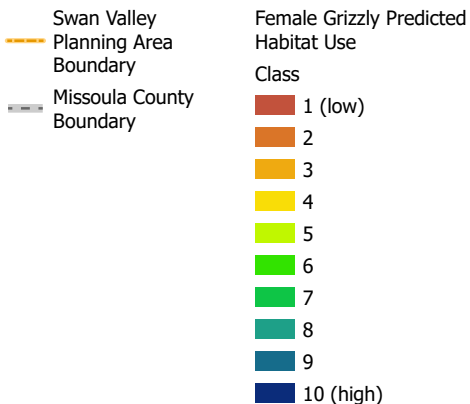 Swan Valley
Planning Area
Boundary
Missoula County
Boundary
Female Grizzly Predicted
Habitat Use
Class
1 (low)
2
3
4
5
6
7
8
9
10 (high)